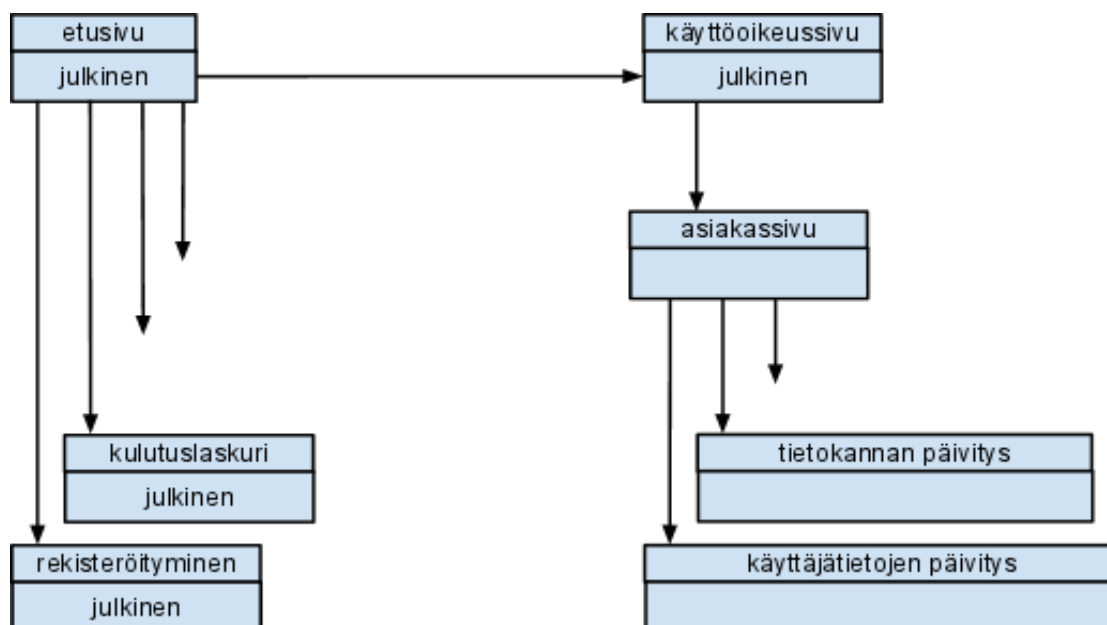 etusivu
julkinen
käyttöoikeussivu
julkinen
asiakassivu
kulutuslaskuri
julkinen
tietokannan päivitys
rekisteröityminen
julkinen
käyttäjätietojen päivitys